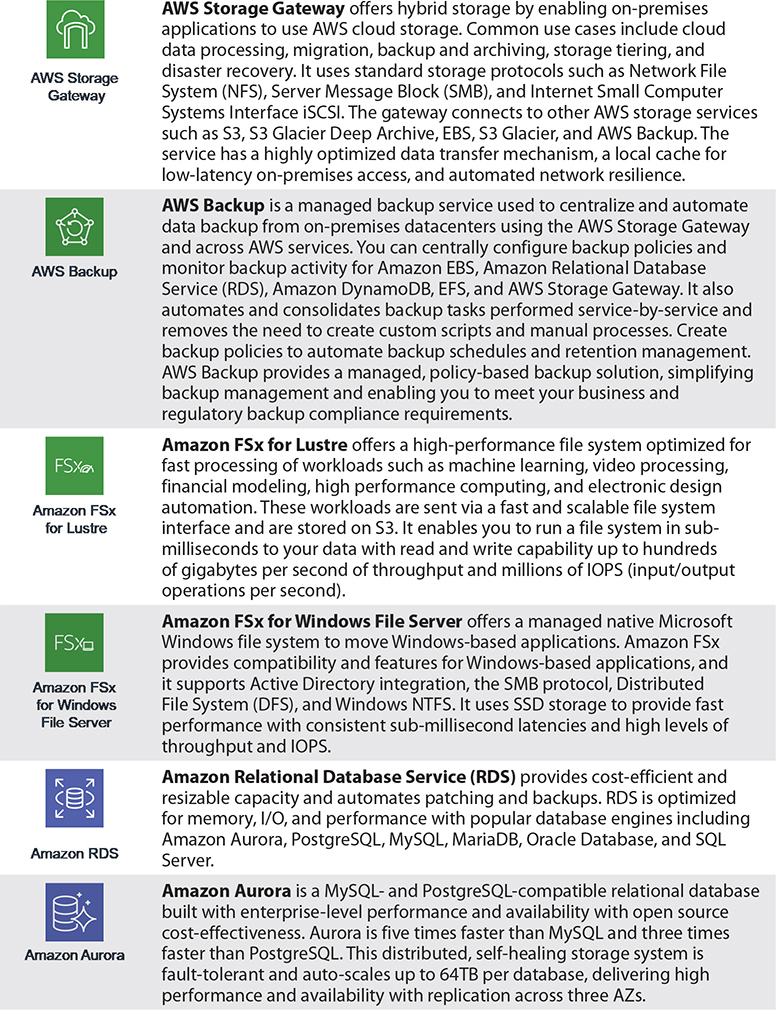 AWS Storage
Gateway
AWS Storage Gateway offers hybrid storage by enabling on-premises
applications to use AWS cloud storage. Common use cases include cloud
data processing, migration, backup and archiving, storage tiering, and
disaster recovery. It uses standard storage protocols such as Network File
System (NFS), Server Message Block (SMB), and Internet Small Computer
Systems Interface iSCSI. The gateway connects to other AWS storage services
such as S3, S3 Glacier Deep Archive, EBS, S3 Glacier, and AWS Backup. The
service has a highly optimized data transfer mechanism, a local cache for
low-latency on-premises access, and automated network resilience.
AWS Backup
AWS Backup is a managed backup service used to centralize and automate
data backup from on-premises datacenters using the AWS Storage Gateway
and across AWS services. You can centrally configure backup policies and
monitor backup activity for Amazon EBS, Amazon Relational Database
Service (RDS), Amazon DynamoDB, EFS, and AWS Storage Gateway. It also
automates and consolidates backup tasks performed service-by-service and
removes the need to create custom scripts and manual processes. Create
backup policies to automate backup schedules and retention management.
AWS Backup provides a managed, policy-based backup solution, simplifying
backup management and enabling you to meet your business and
regulatory backup compliance requirements.
FSx
Amazon FSx
for Lustre
Amazon FSx for Lustre offers a high-performance file system optimized for
fast processing of workloads such as machine learning, video processing,
financial modeling, high performance computing, and electronic design
automation. These workloads are sent via a fast and scalable file system
interface and are stored on S3. It enables you to run a file system in sub-
milliseconds to your data with read and write capability up to hundreds
of gigabytes per second of throughput and millions of IOPS (input/output
operations per second).
FSx
Amazon FSx
for Windows
File Server
Amazon FSx for Windows File Server offers a managed native Microsoft
Windows file system to move Windows-based applications. Amazon FSx
provides compatibility and features for Windows-based applications, and
it supports Active Directory integration, the SMB protocol, Distributed
File System (DFS), and Windows NTFS. It uses SSD storage to provide fast
performance with consistent sub-millisecond latencies and high levels of
throughput and IOPS.
Amazon RDS
Amazon Relational Database Service (RDS) provides cost-efficient and
resizable capacity and automates patching and backups. RDS is optimized
for memory, I/O, and performance with popular database engines including
Amazon Aurora, PostgreSQL, MySQL, MariaDB, Oracle Database, and SQL
Server.
Amazon Aurora
Amazon Aurora is a MySQL- and PostgreSQL-compatible relational database
built with enterprise-level performance and availability with open source
cost-effectiveness. Aurora is five times faster than MySQL and three times
faster than PostgreSQL. This distributed, self-healing storage system is
fault-tolerant and auto-scales up to 64TB per database, delivering high
performance and availability with replication across three AZs.